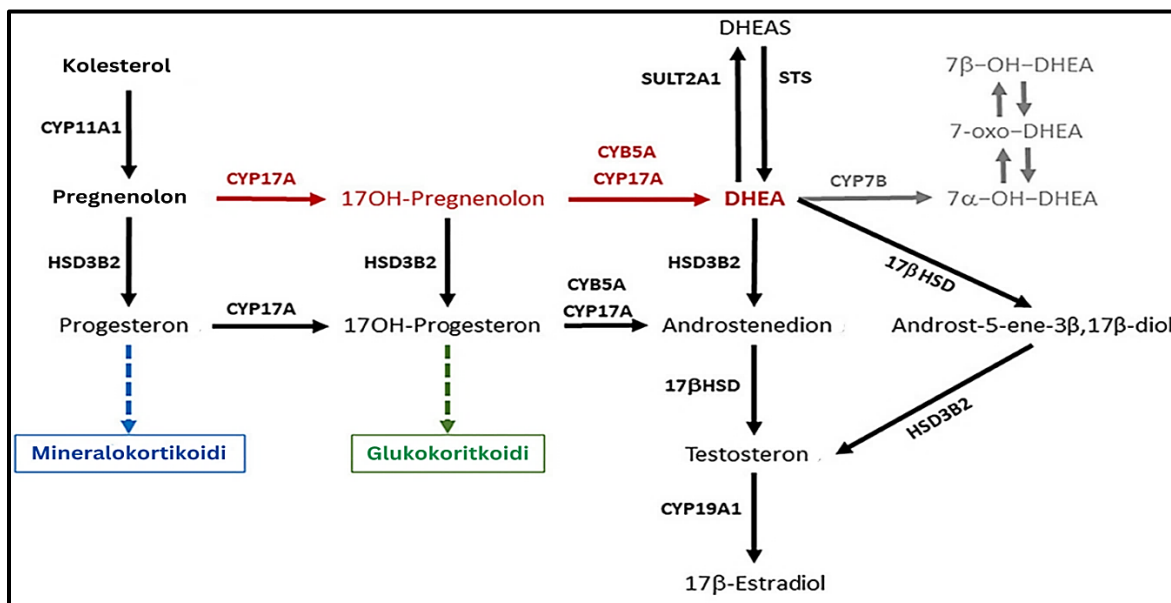 DHEAS
Kolesterol
SULT2A1
STS
7β–OH–DHEA
CYP11A1
7-oxo–DHEA
CYB5A
CYP17A
CYP17A
CYP7B
Pregnenolon
17OH-Pregnenolon
DHEA
7α–OH–DHEA
HSD3B2
HSD3B2
HSD3B2
17β HSD
CYB5A
CYP17A
CYP17A
Progesteron
17OH-Progesteron
Androstenedion
Androst-5-ene-3β,17β-diol
17βHSD
HSD3B2
Mineralokortikoidi
Glukokoritkoidi
Testosteron
CYP19A1
17β-Estradiol